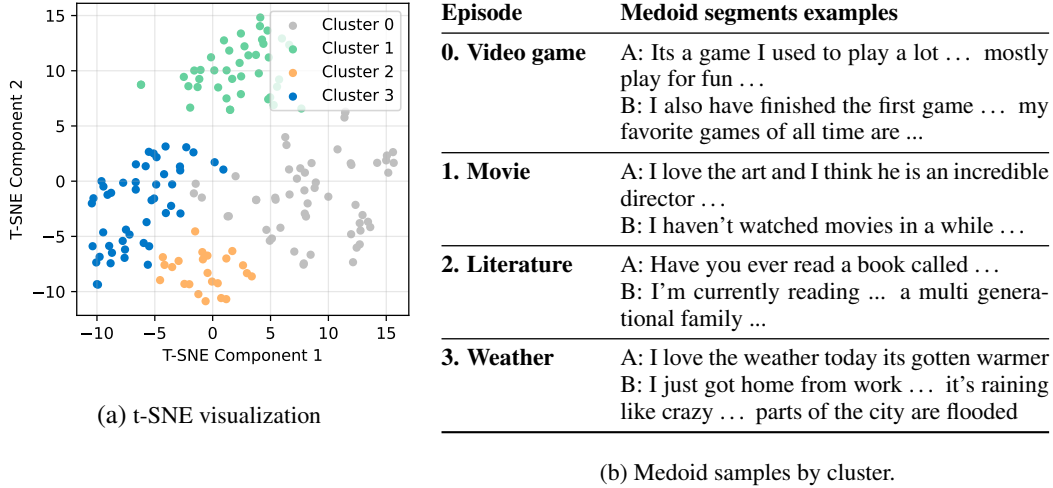 15
10
5
0
−5
−10
T-SNE Component 2
−10 −5 0 5 10 15
T-SNE Component 1
Cluster 0
Cluster 1
Cluster 2
Cluster 3
(a) t-SNE visualization
Episode Medoid segments examples
0. Video game A: Its a game I used to play a lot … mostly
play for fun …
B: I also have finished the first game … my
favorite games of all time are ...
1. Movie A: I love the art and I think he is an incredible
director …
B: I haven't watched movies in a while …
2. Literature A: Have you ever read a book called …
B: I'm currently reading ... a multi genera-
tional family ...
3. Weather A: I love the weather today its gotten warmer
B: I just got home from work … it's raining
like crazy … parts of the city are flooded
(b) Medoid samples by cluster.